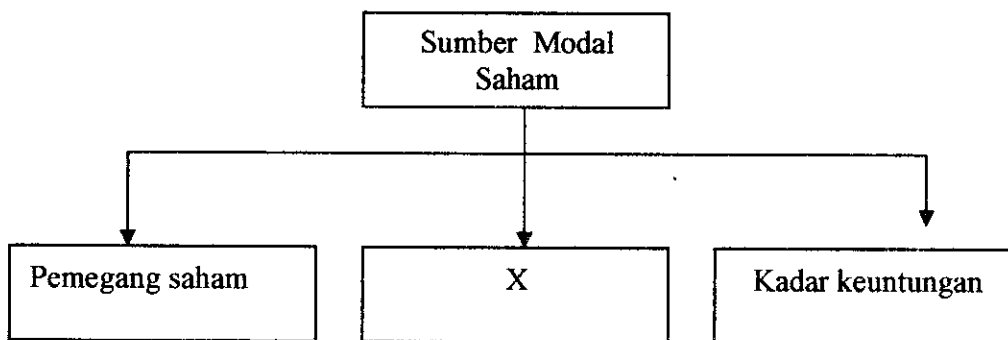 Sumber Modal
Saham
Pemegang saham
X
Kadar keuntungan